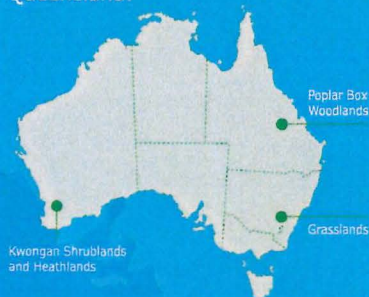 Poplar Box
Woodlands
Grasslands
Kwongan Shrublands
and Heathlands